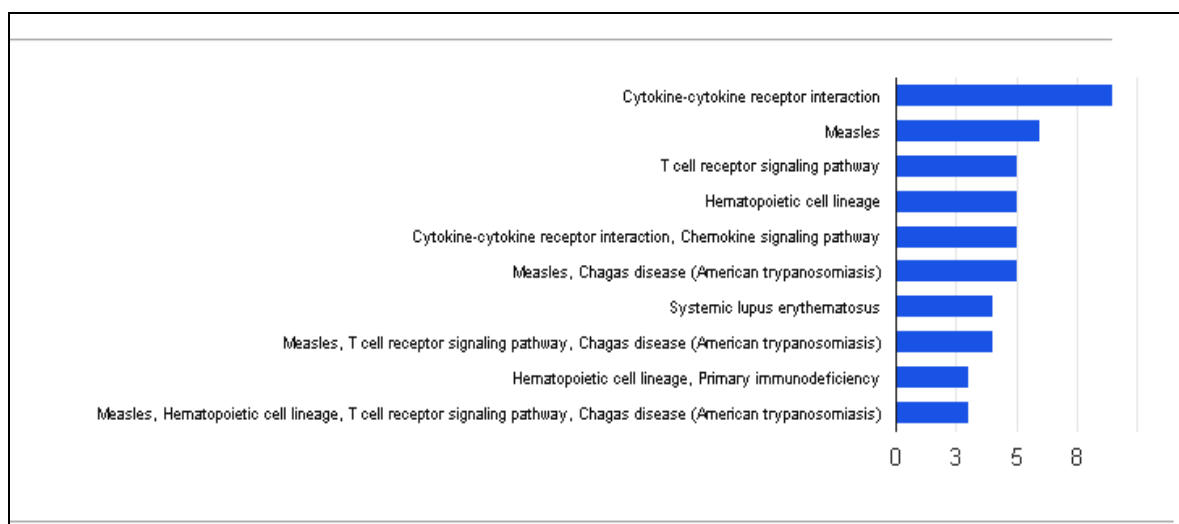 Cytokine-cytokine receptor interaction
Measles
T cell receptor signaling pathway
Hematopoietic cell lineage
Cytokine-cytokine receptor interaction, Chemokine signaling pathway
Measles, Chagas disease (American trypanosomiasis)
Systemic lupus erythematosus
Measles, T cell receptor signaling pathway, Chagas disease (American trypanosomiasis)
Hematopoietic cell lineage, Primary immunodeficiency
Measles, Hematopoietic cell lineage, T cell receptor signaling pathway, Chagas disease (American trypanosomiasis)
0 3 5 8